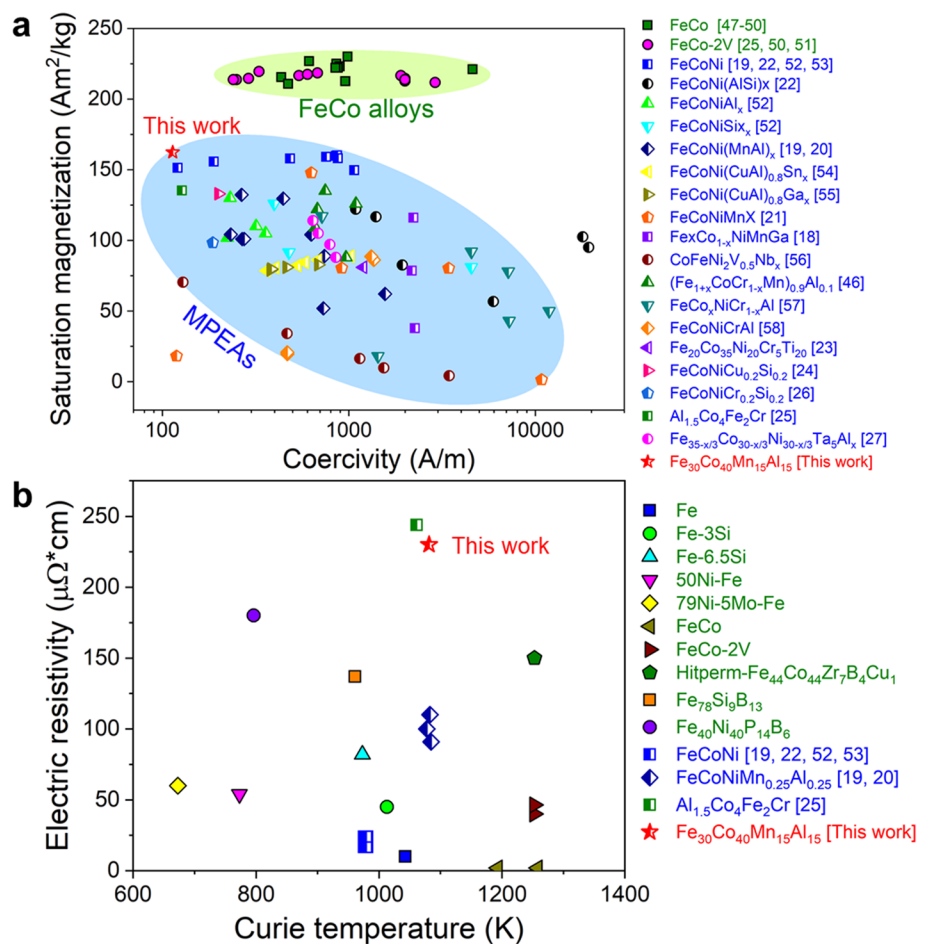 a
Saturation magnetization (Am²/kg)
250
200
150
100
50
0
FeCo alloys
This work
MPEAs
100
1000
10000
Coercivity (A/m)
FeCo [47-50]
FeCo-2V [25, 50, 51]
FeCoNi [19, 22, 52, 53]
FeCoNi(AlSi)x [22]
FeCoNiAlₓ [52]
FeCoNiSixₓ [52]
FeCoNi(MnAl)ₓ [19, 20]
FeCoNi(CuAl)₀.₈Snₓ [54]
FeCoNi(CuAl)₀.₈Gaₓ [55]
FeCoNiMnX [21]
FexCo₁₋ₓNiMnGa [18]
CoFeNi₂V₀.₅Nbₓ [56]
(Fe₁₊ₓCoCr₁₋ₓMn)₀.₉Al₀.₁ [46]
FeCoₓNiCr₁₋ₓAl [57]
FeCoNiCrAl [58]
Fe₂₀Co₃₅Ni₂₀Cr₅Ti₂₀ [23]
FeCoNiCu₀.₂Si₀.₂ [24]
FeCoNiCr₀.₂Si₀.₂ [26]
Al₁.₅Co₄Fe₂Cr [25]
Fe₃₅₋ₓ/₃Co₃₀₋ₓ/₃Ni₃₀₋ₓ/₃Ta₅Alₓ [27]
Fe₃₀Co₄₀Mn₁₅Al₁₅ [This work]
b
Electric resistivity (μΩ*cm)
250
200
150
100
50
0
This work
600
800
1000
1200
1400
Curie temperature (K)
Fe
Fe-3Si
Fe-6.5Si
50Ni-Fe
79Ni-5Mo-Fe
FeCo
FeCo-2V
Hitperm-Fe₄₄Co₄₄Zr₇B₄Cu₁
Fe₇₈Si₉B₁₃
Fe₄₀Ni₄₀P₁₄B₆
FeCoNi [19, 22, 52, 53]
FeCoNiMn₀.₂₅Al₀.₂₅ [19, 20]
Al₁.₅Co₄Fe₂Cr [25]
Fe₃₀Co₄₀Mn₁₅Al₁₅ [This work]